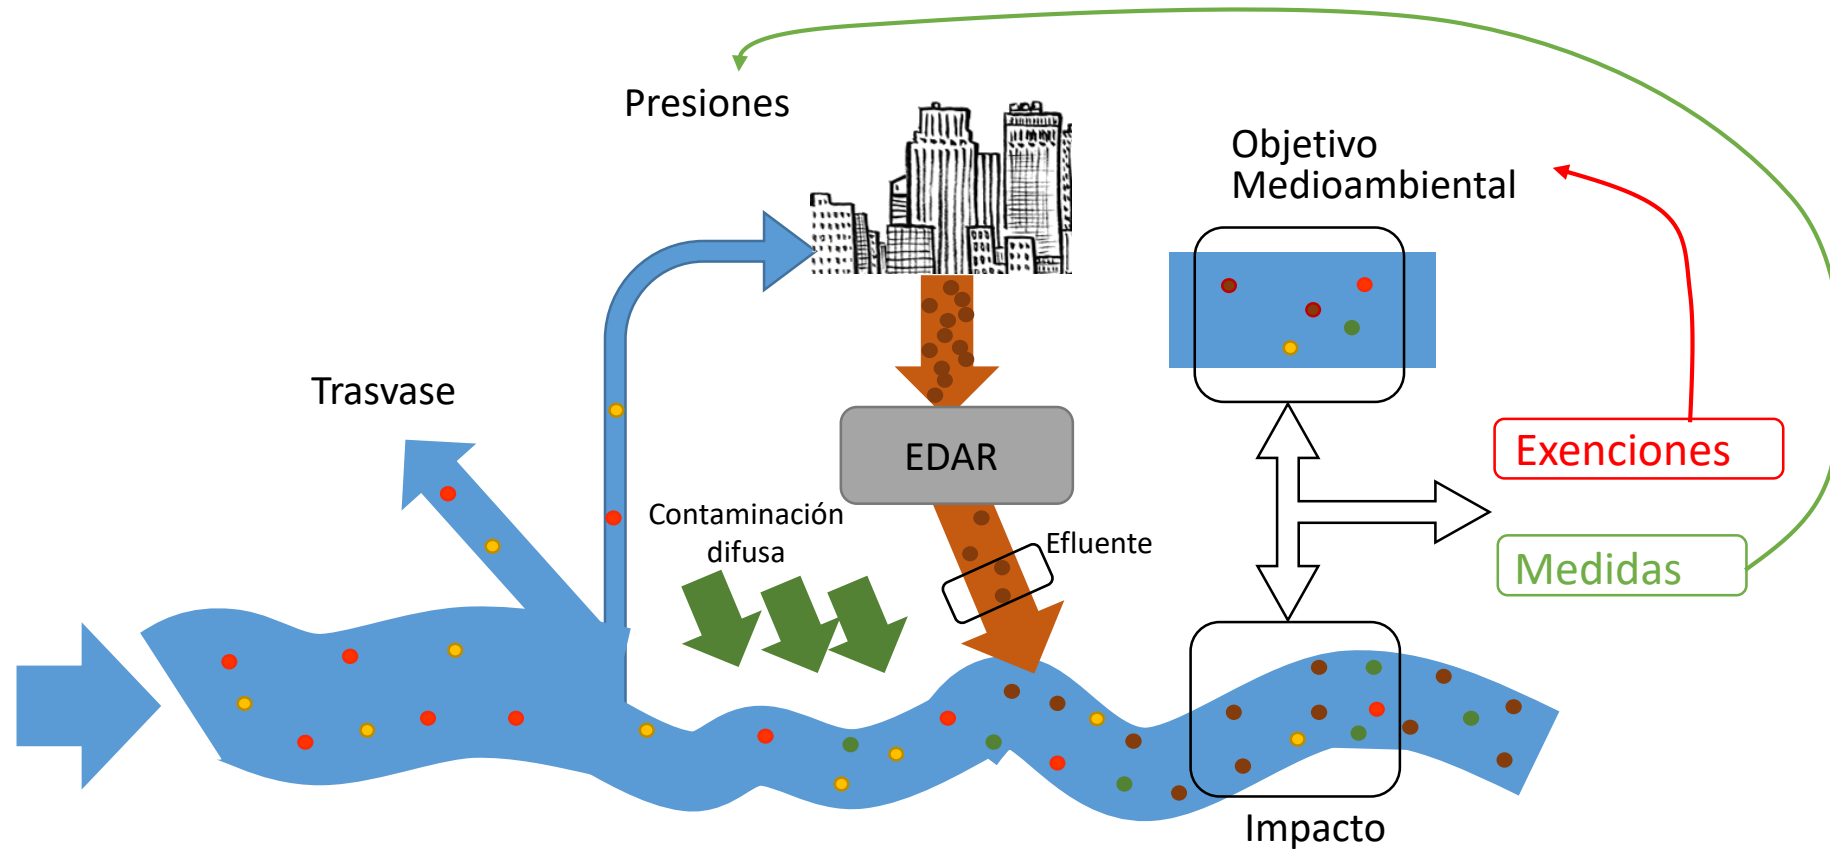 Presiones
Objetivo
Medioambiental
Trasvase
EDAR
Exenciones
Contaminación
difusa
Efluente
Medidas
Impacto